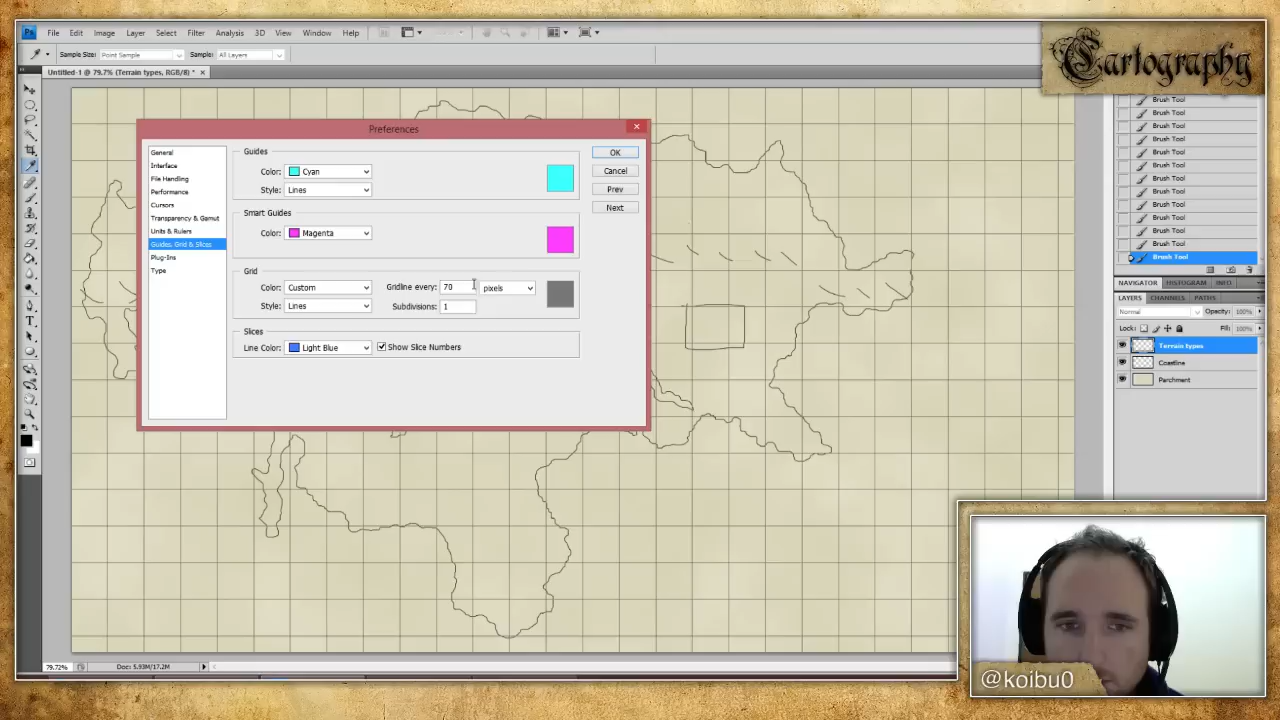 Cartography
Ps File Edit Image Layer Select Filter Analysis 3D View Window Help
Sample Size: Point Sample Sample: All Layers
Untitled-1 @ 79.7% (Terrain types, RGB/8) * ×
Preferences
General
Interface
File Handling
Performance
Cursors
Transparency & Gamut
Units & Rulers
Guides, Grid & Slices
Plug-Ins
Type
Guides
Color: Cyan
Style: Lines
Smart Guides
Color: Magenta
Grid
Color: Custom Gridline every: 70 pixels
Style: Lines Subdivisions: 1
Slices
Line Color: Light Blue Show Slice Numbers
OK
Cancel
Prev
Next
Brush Tool
Brush Tool
Brush Tool
Brush Tool
Brush Tool
Brush Tool
Brush Tool
Brush Tool
Brush Tool
Brush Tool
Brush Tool
Brush Tool
Brush Tool
NAVIGATOR HISTOGRAM INFO
LAYERS CHANNELS PATHS
Normal Opacity: 100%
Lock: Fill: 100%
Terrain types
Coastline
Parchment
79.72% Doc: 5.93M/17.2M
@koibu0